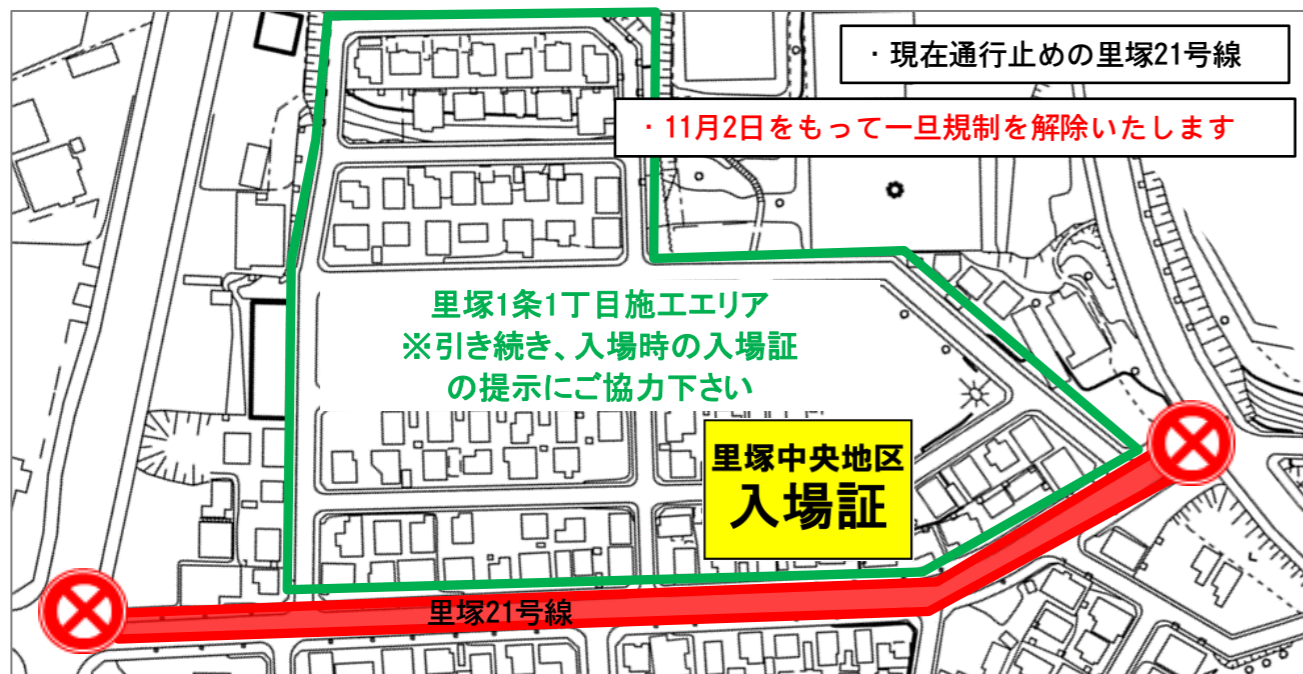 ・現在通行止めの里塚21号線
・11月2日をもって一旦規制を解除いたします
里塚1条1丁目施工エリア
※引き続き、入場時の入場証
の提示にご協力下さい
里塚中央地区
入場証
里塚21号線